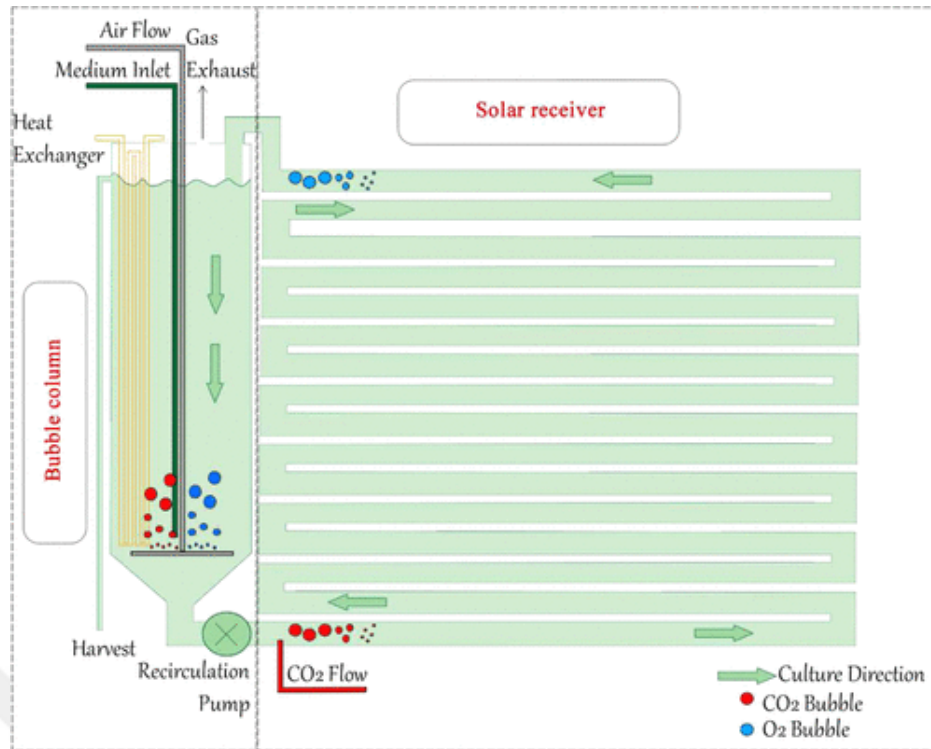 Air Flow
Gas
Exhaust
Medium Inlet
Heat
Exchanger
Solar receiver
Bubble column
Harvest
Recirculation
Pump
CO2 Flow
Culture Direction
CO2 Bubble
O2 Bubble